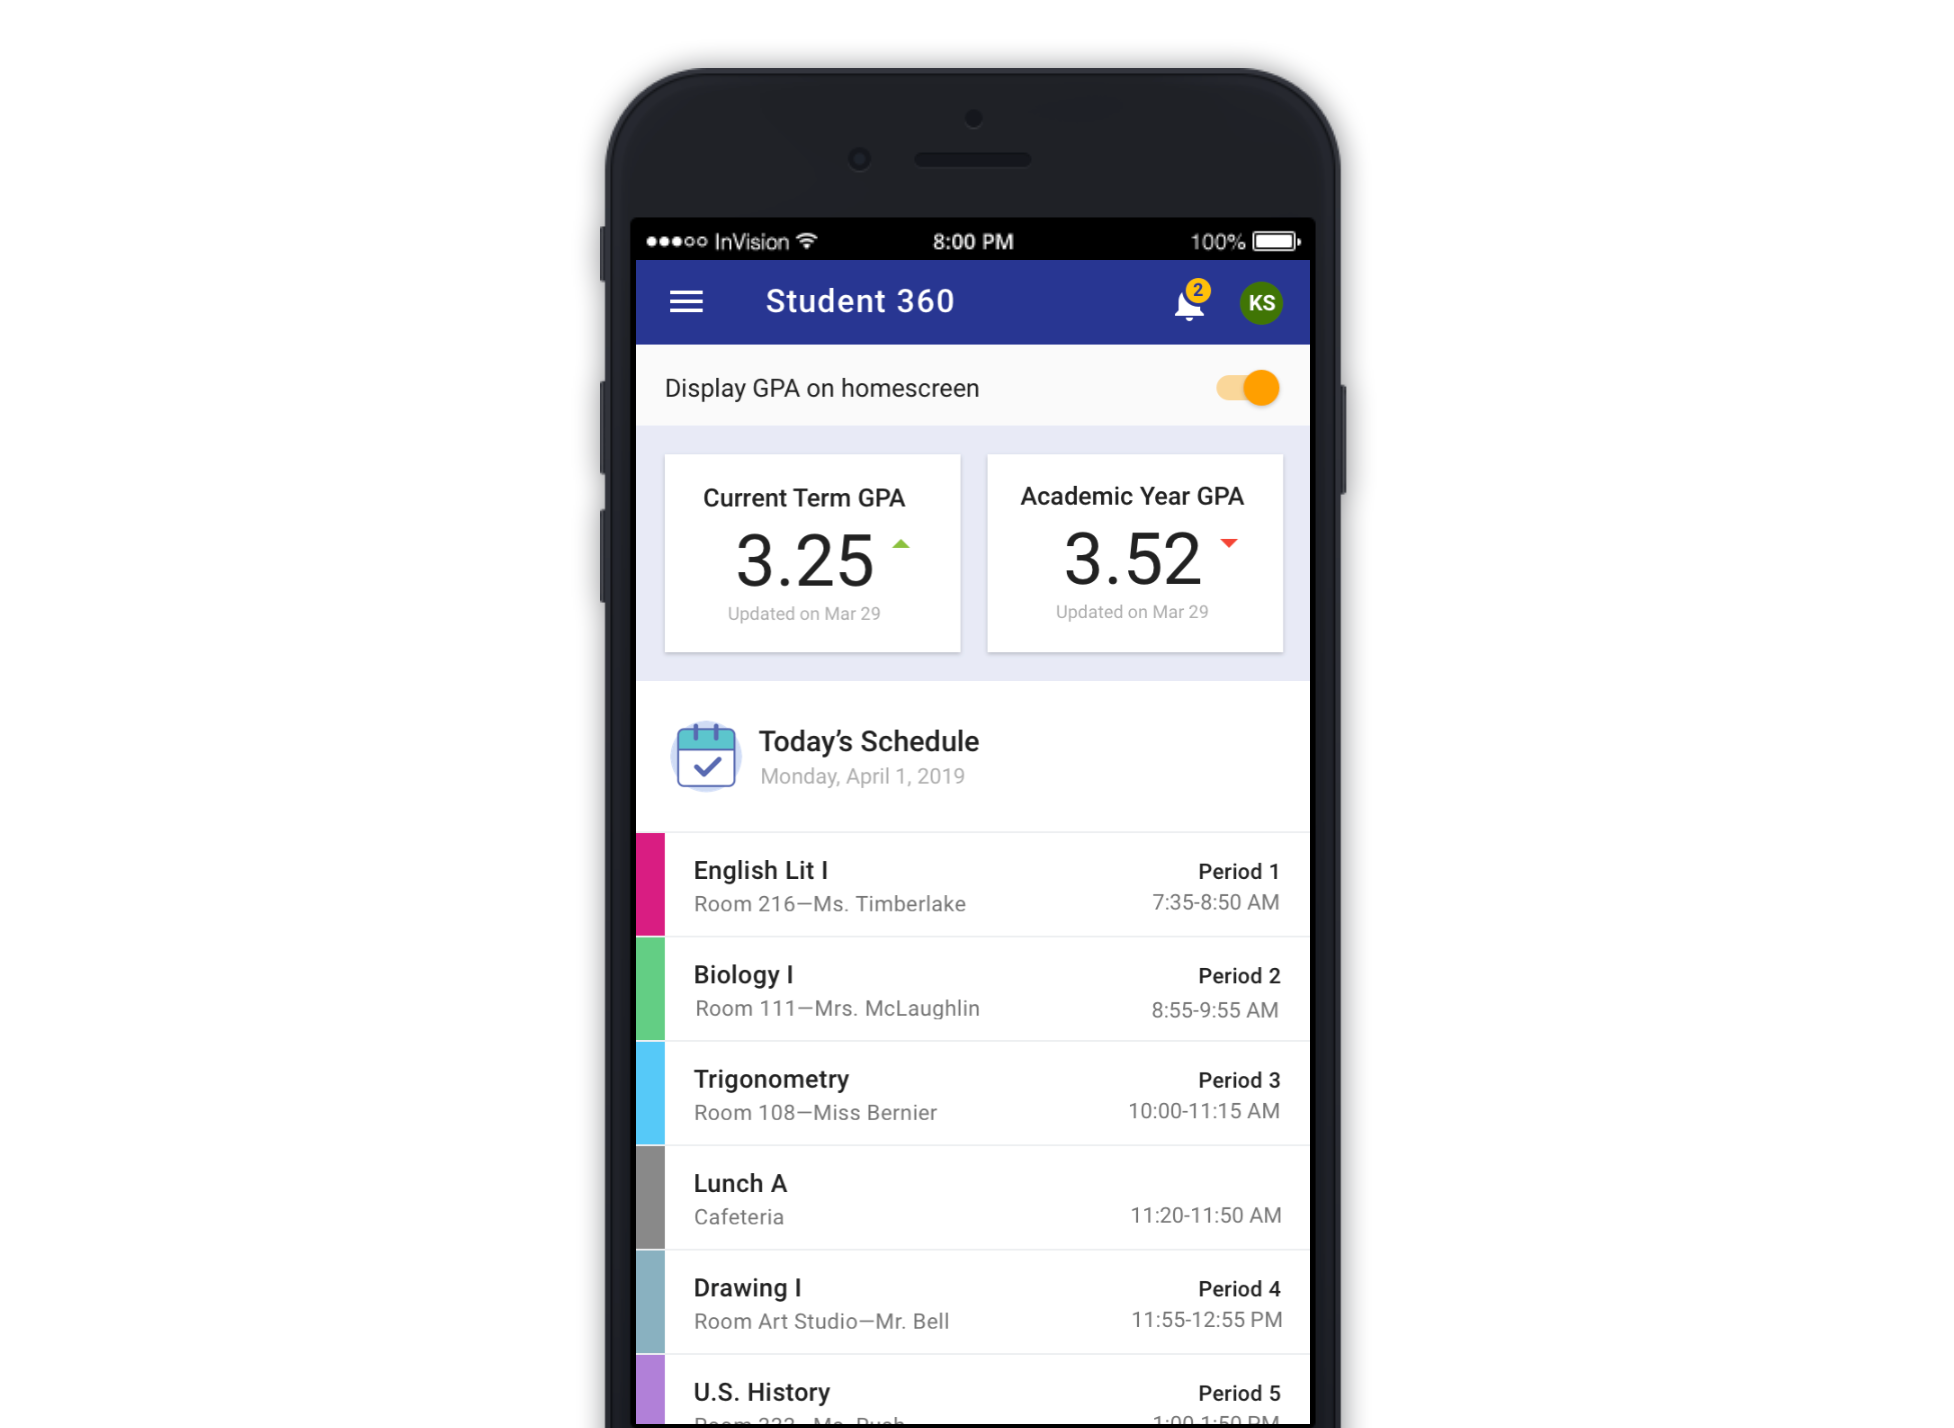 InVision 8:00 PM 100%
Student 360 2 KS
Display GPA on homescreen
Current Term GPA
3.25
Updated on Mar 29
Academic Year GPA
3.52
Updated on Mar 29
Today’s Schedule
Monday, April 1, 2019
English Lit I Period 1
Room 216—Ms. Timberlake 7:35-8:50 AM
Biology I Period 2
Room 111—Mrs. McLaughlin 8:55-9:55 AM
Trigonometry Period 3
Room 108—Miss Bernier 10:00-11:15 AM
Lunch A
Cafeteria 11:20-11:50 AM
Drawing I Period 4
Room Art Studio—Mr. Bell 11:55-12:55 PM
U.S. History Period 5